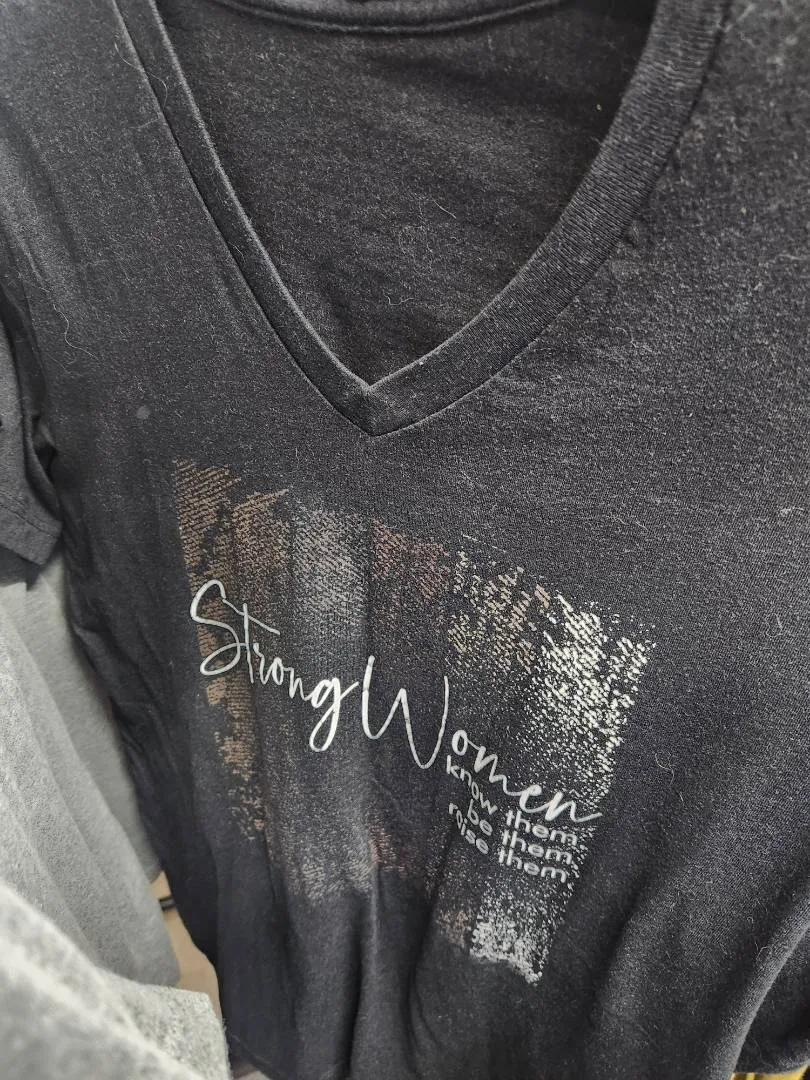 Strong Women
know them.
be them.
raise them.